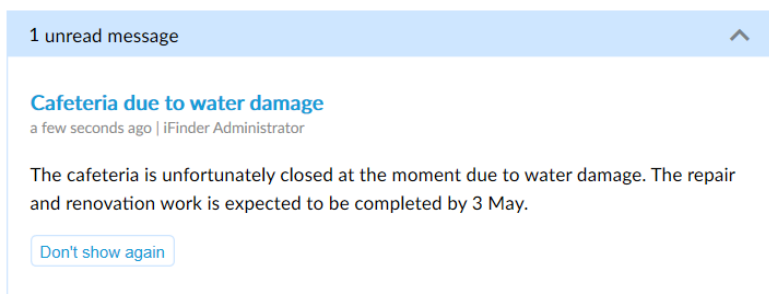 1 unread message
Cafeteria due to water damage
a few seconds ago | iFinder Administrator
The cafeteria is unfortunately closed at the moment due to water damage. The repair
and renovation work is expected to be completed by 3 May.
Don't show again